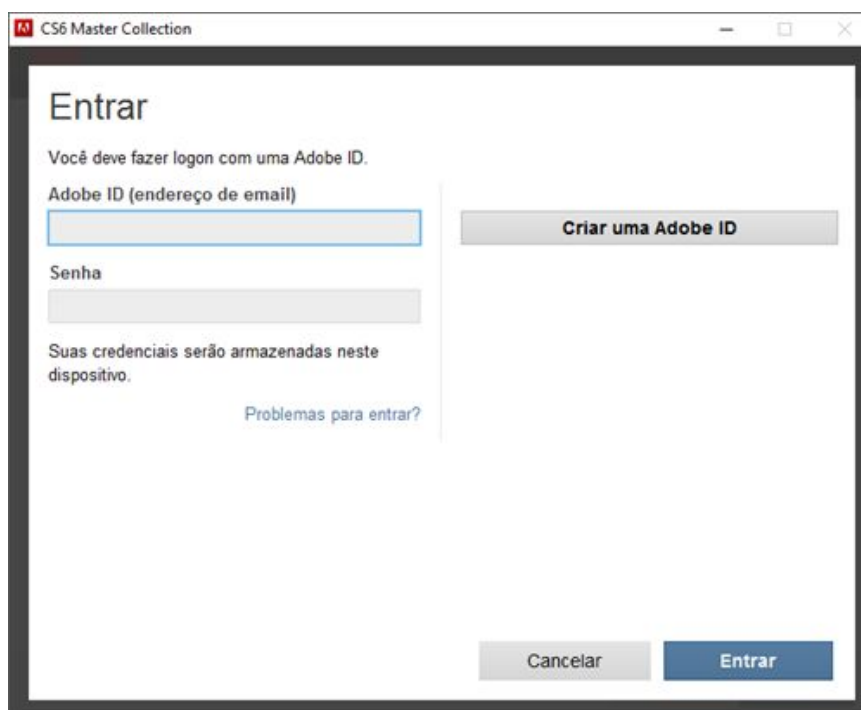 CS6 Master Collection
Entrar
Você deve fazer logon com uma Adobe ID.
Adobe ID (endereço de email)
Criar uma Adobe ID
Senha
Suas credenciais serão armazenadas neste
dispositivo.
Problemas para entrar?
Cancelar
Entrar